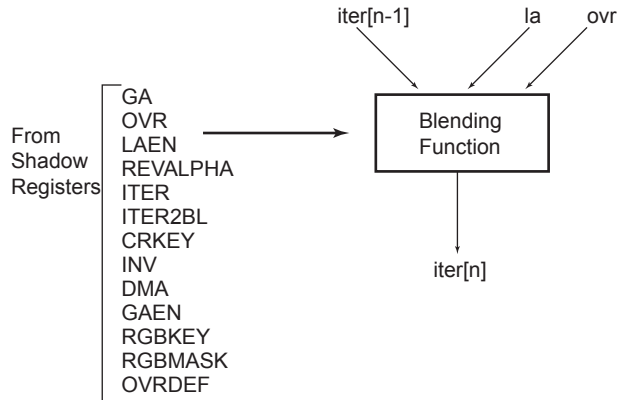 iter[n-1]
la
ovr
From
Shadow
Registers
GA
OVR
LAEN
REVALPHA
ITER
ITER2BL
CRKEY
INV
DMA
GAEN
RGBKEY
RGBMASK
OVRDEF
Blending
Function
iter[n]